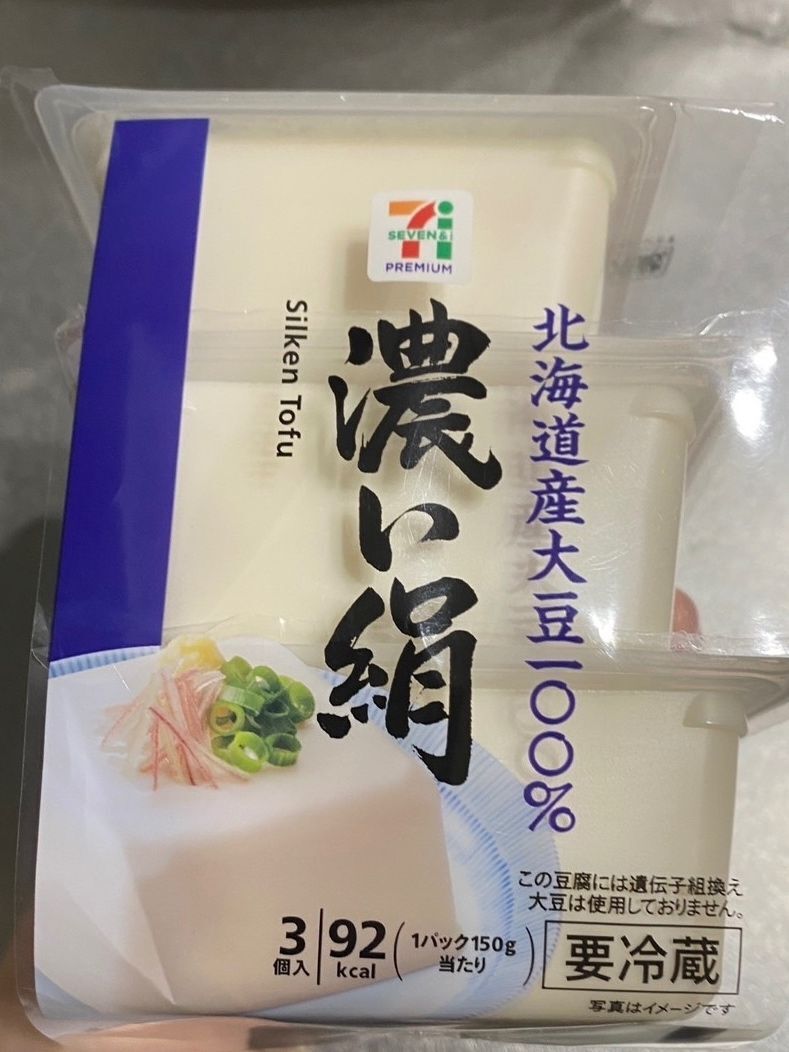 SEVEN&i
PREMIUM
北海道産大豆一〇〇%
濃い絹
Silken Tofu
この豆腐には遺伝子組換え
大豆は使用しておりません。
3
個入
92
kcal
(1パック150g
当たり)
要冷蔵
写真はイメージです